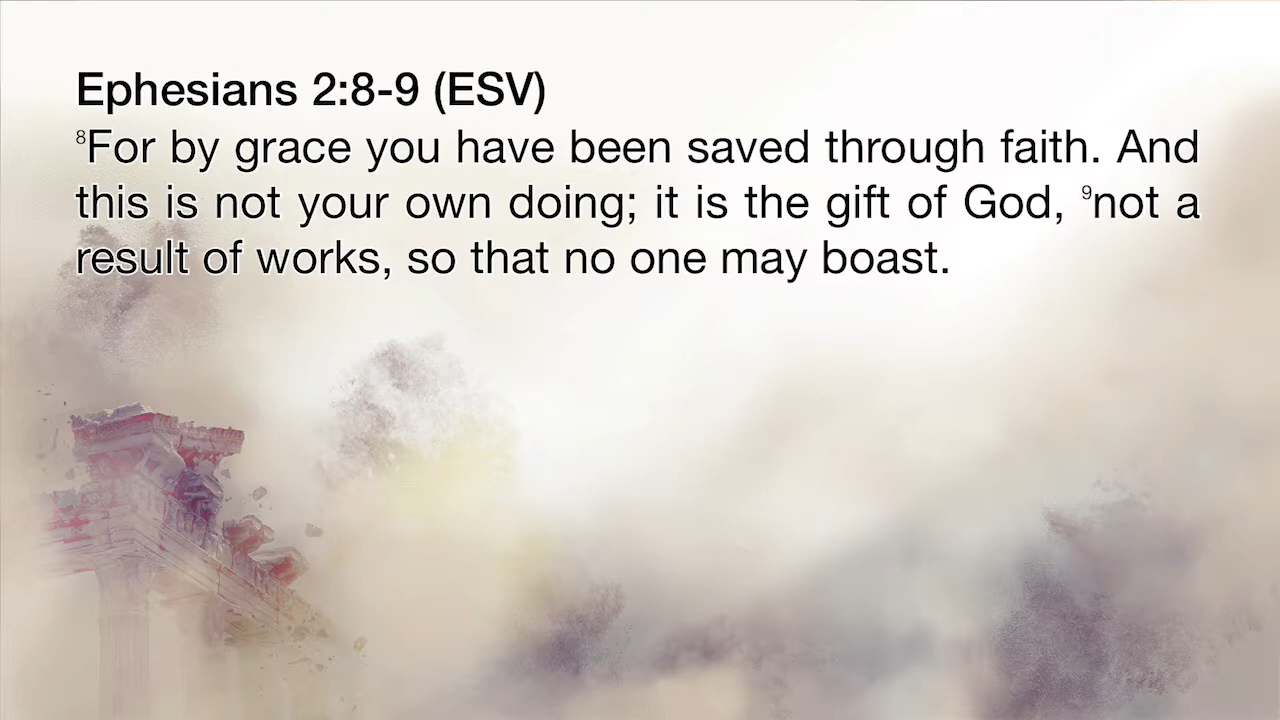 Ephesians 2:8-9 (ESV)
⁸For by grace you have been saved through faith. And
this is not your own doing; it is the gift of God, ⁹not a
result of works, so that no one may boast.